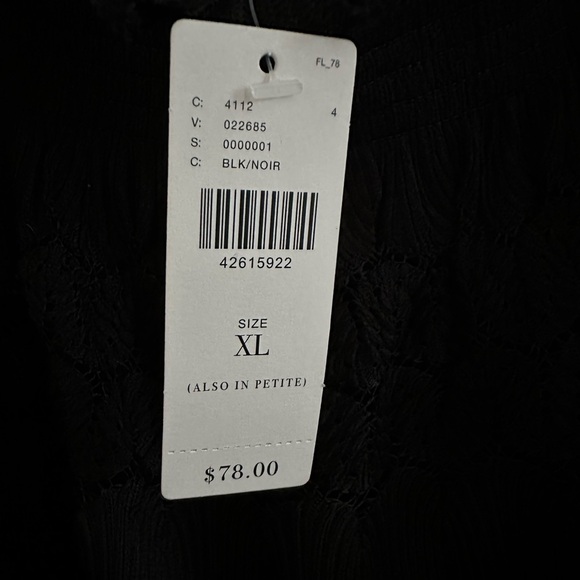 FL_78
C: 4112 4
V: 022685
S: 0000001
C: BLK/NOIR
42615922
SIZE
XL
(ALSO IN PETITE)
$78.00